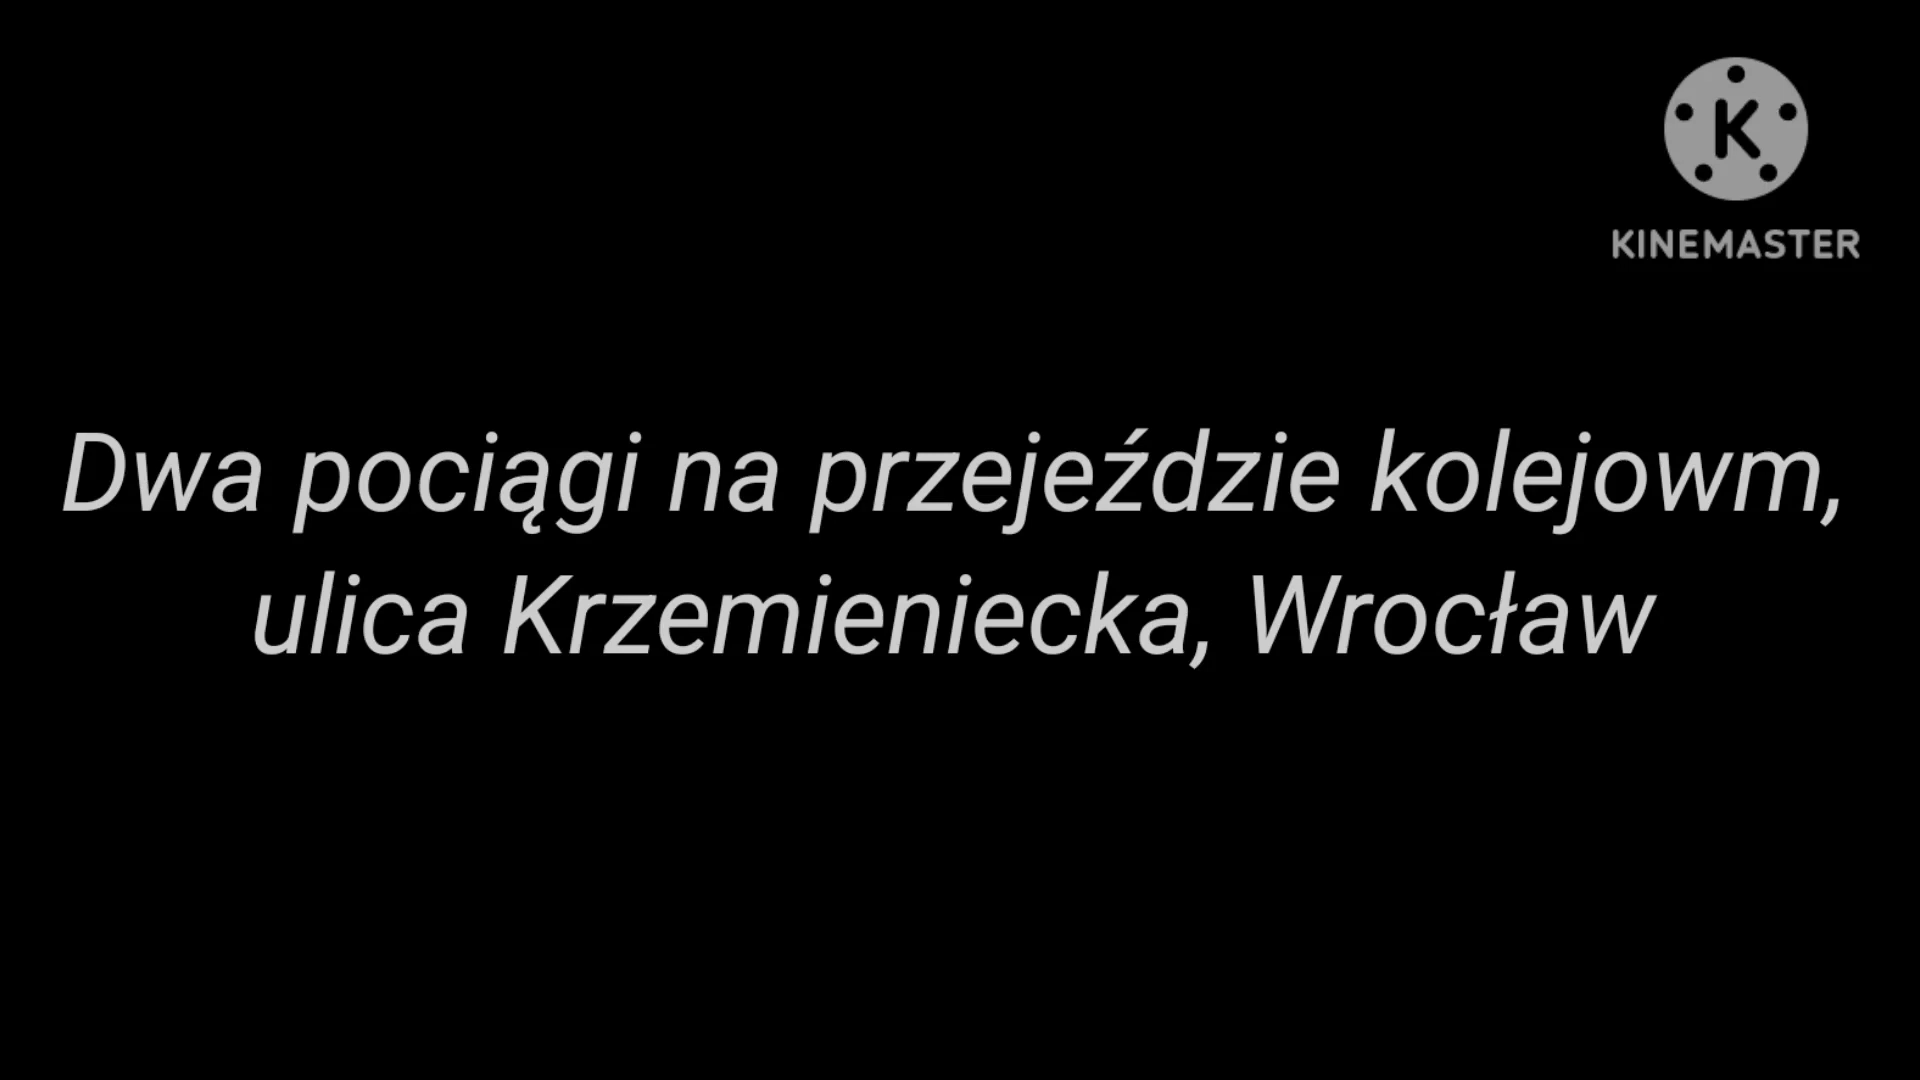 KINEMASTER
Dwa pociągi na przejeździe kolejowm,
ulica Krzemieniecka, Wrocław